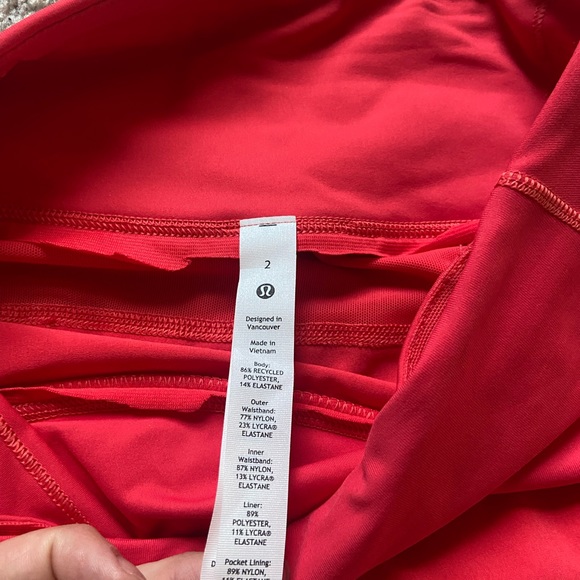 2
Designed in
Vancouver
Made in
Vietnam
Body:
86% RECYCLED
POLYESTER,
14% ELASTANE
Outer
Waistband:
77% NYLON,
23% LYCRA®
ELASTANE
Inner
Waistband:
87% NYLON,
13% LYCRA®
ELASTANE
Liner:
89%
POLYESTER,
11% LYCRA®
ELASTANE
D
Pocket Lining:
89% NYLON,